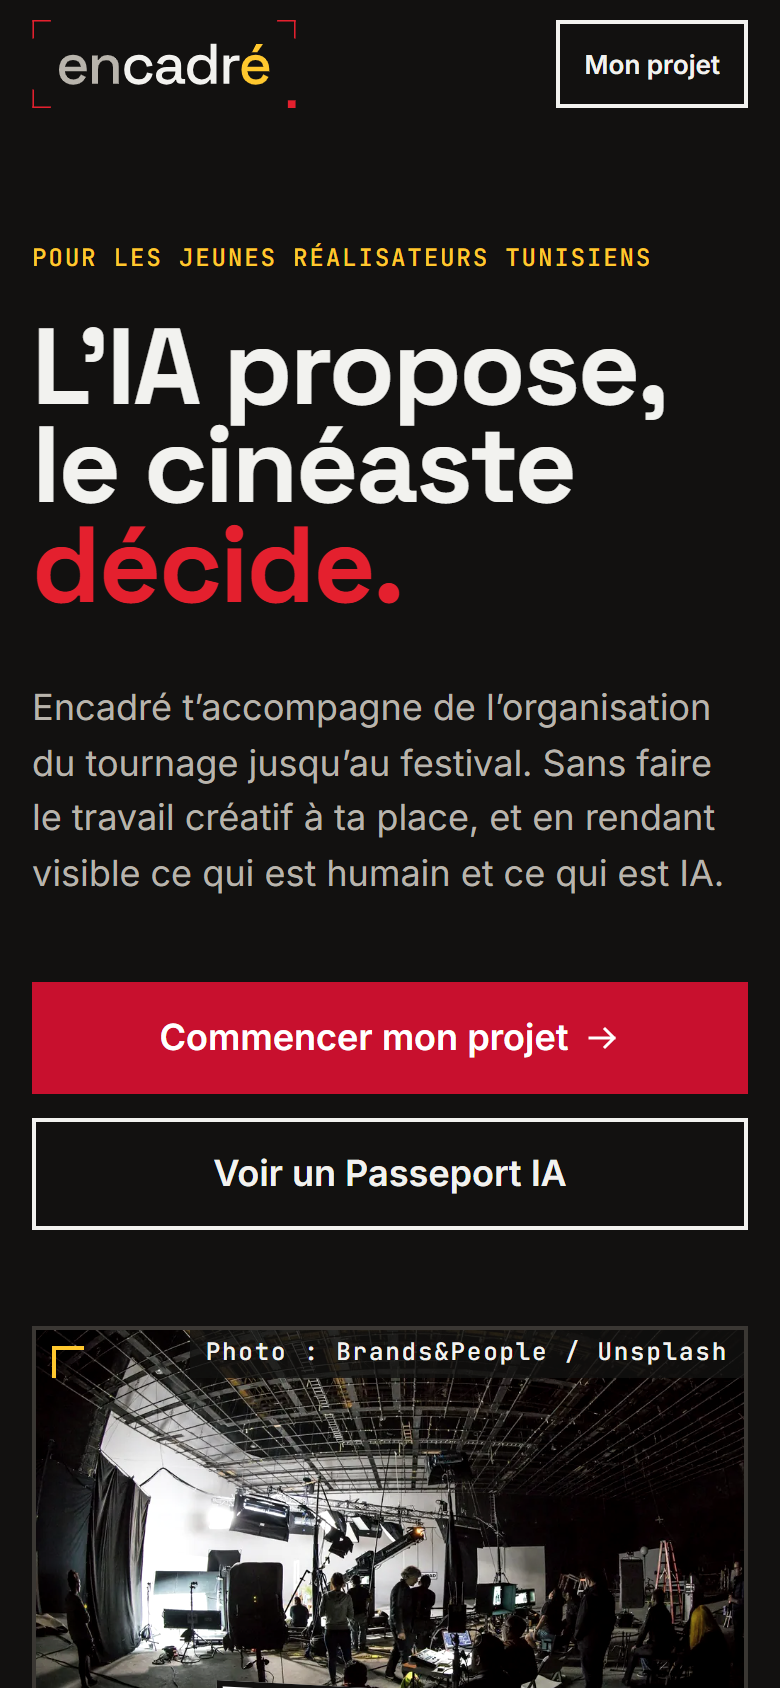 encadré
Mon projet
POUR LES JEUNES RÉALISATEURS TUNISIENS
L’IA propose,
le cinéaste
décide.
Encadré t’accompagne de l’organisation
du tournage jusqu’au festival. Sans faire
le travail créatif à ta place, et en rendant
visible ce qui est humain et ce qui est IA.
Commencer mon projet →
Voir un Passeport IA
Photo : Brands&People / Unsplash